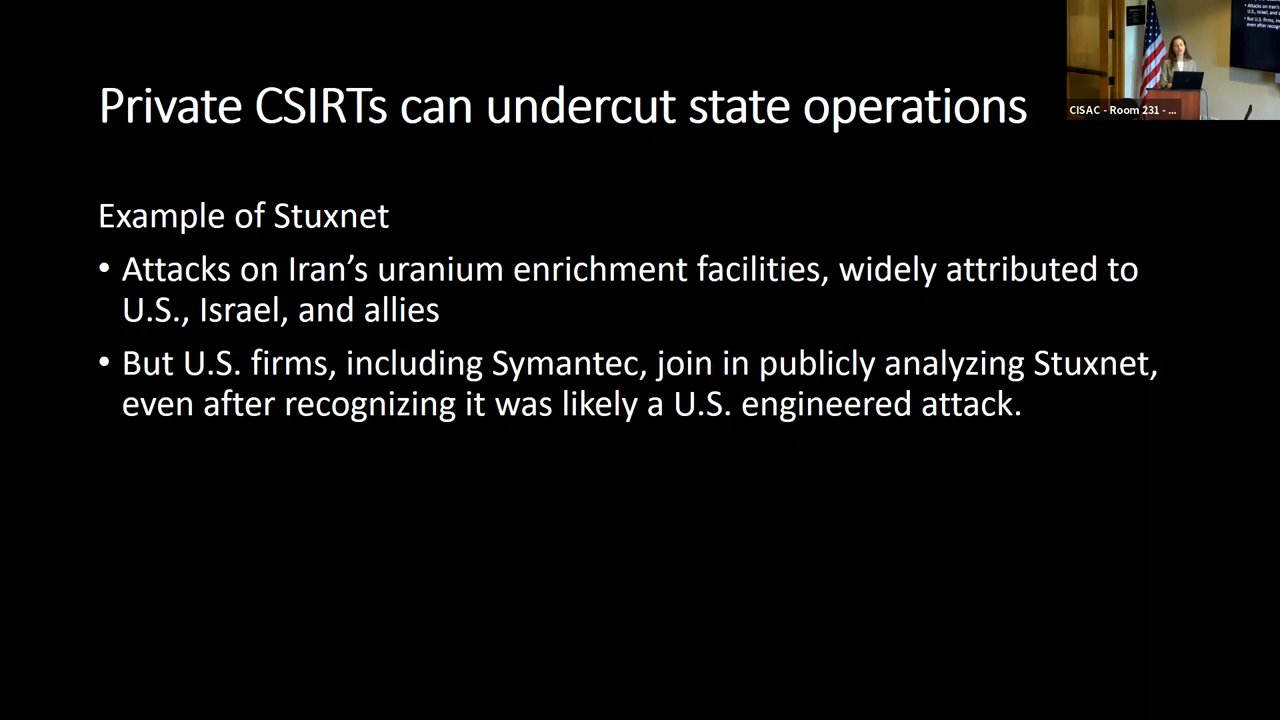 Private CSIRTs can undercut state operations
Example of Stuxnet
• Attacks on Iran’s uranium enrichment facilities, widely attributed to
U.S., Israel, and allies
• But U.S. firms, including Symantec, join in publicly analyzing Stuxnet,
even after recognizing it was likely a U.S. engineered attack.
CISAC - Room 231 - ...